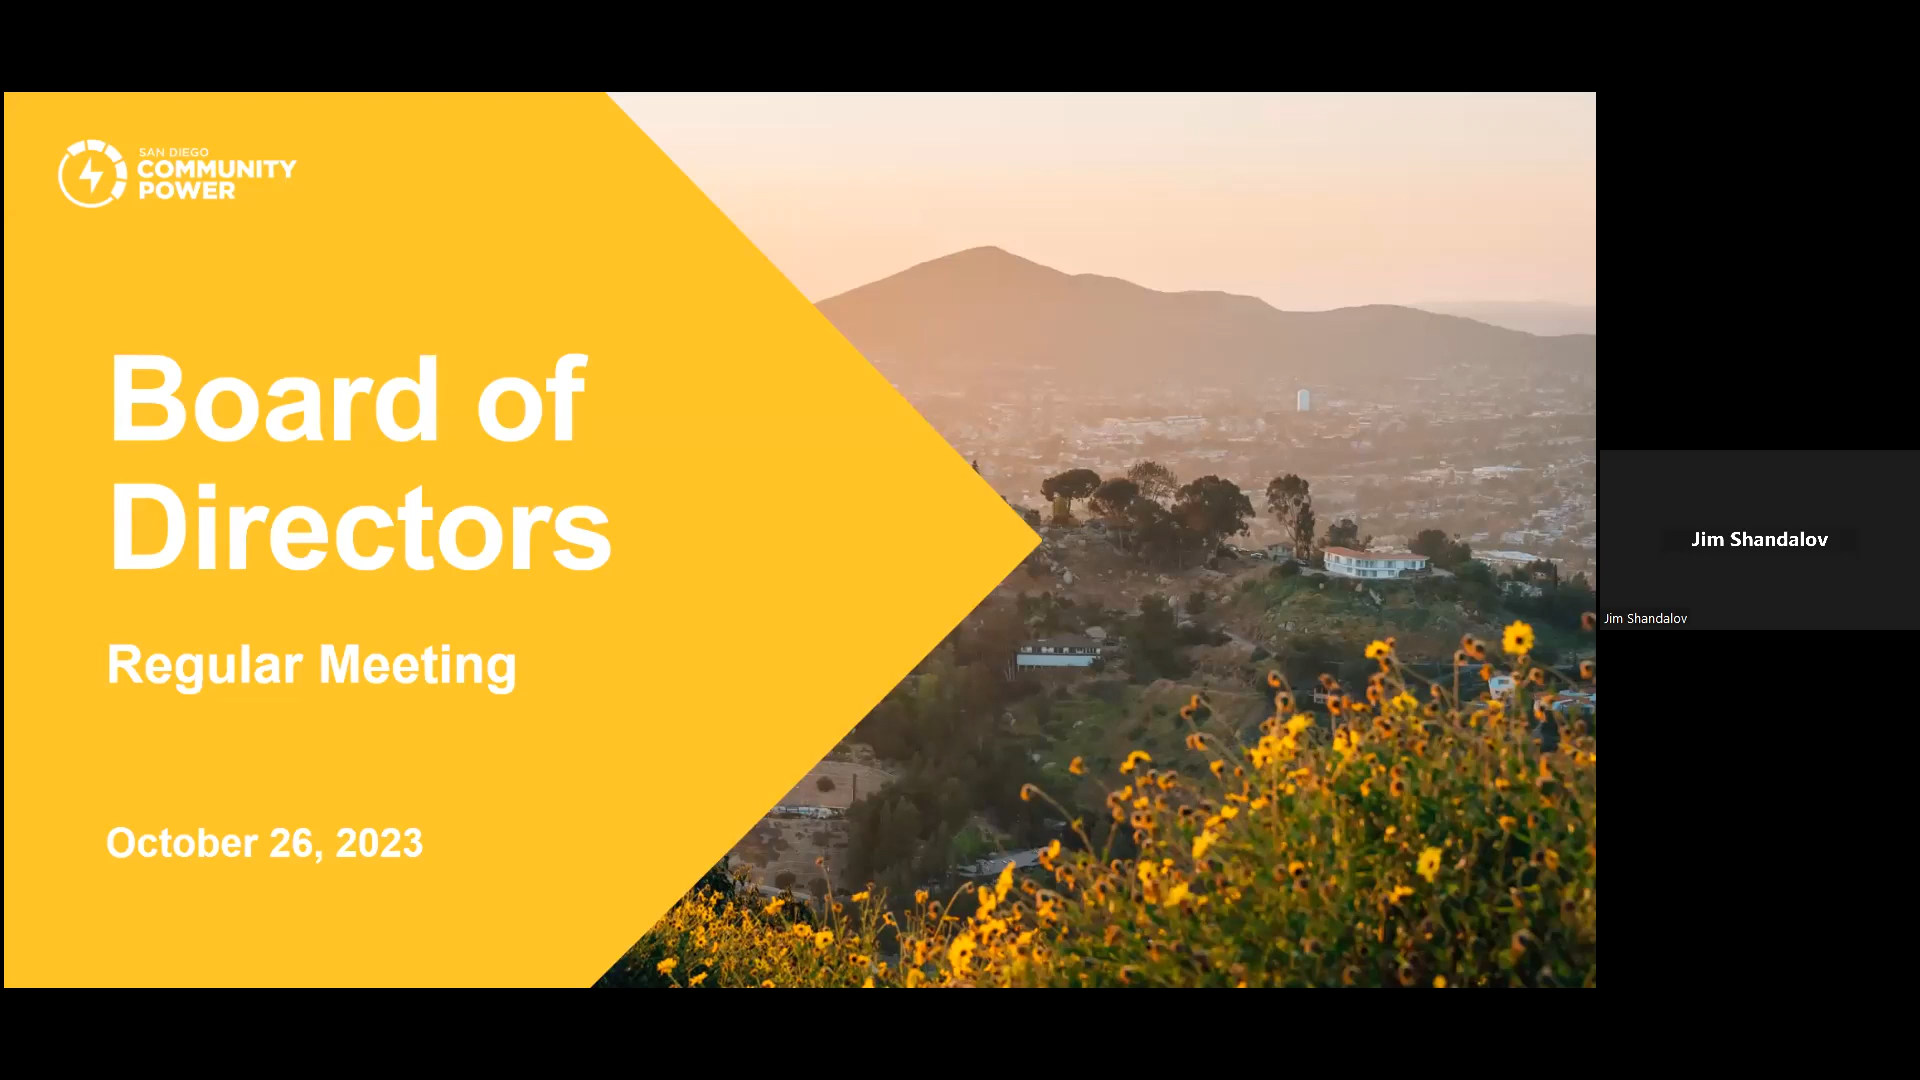 SAN DIEGO
COMMUNITY
POWER
Board of
Directors
Regular Meeting
October 26, 2023
Jim Shandalov
Jim Shandalov